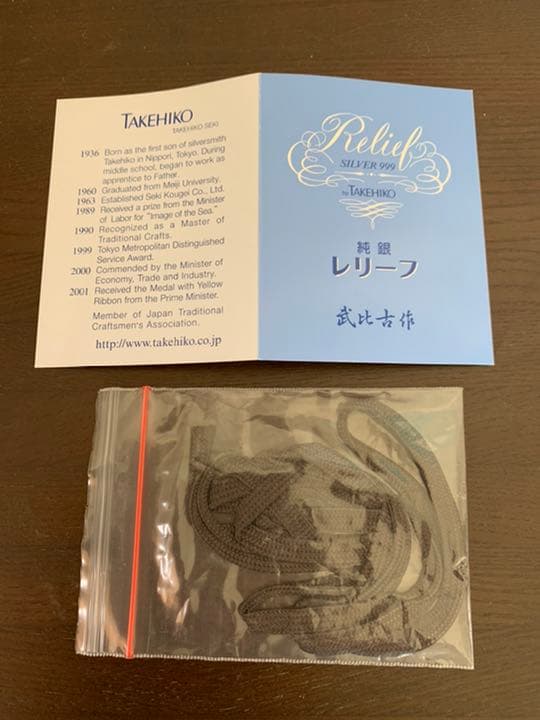 TAKEHIKO
TAKEHIKO SEKI
1936 Born as the first son of silversmith
Takehiko in Nippori, Tokyo. During
middle school, began to work as
apprentice to Father.
1960 Graduated from Meiji University.
1963 Established Seki Kougei Co., Ltd.
1989 Received a prize from the Minister
of Labor for "Image of the Sea."
1990 Recognized as a Master of
Traditional Crafts.
1999 Tokyo Metropolitan Distinguished
Service Award.
2000 Commended by the Minister of
Economy, Trade and Industry.
2001 Received the Medal with Yellow
Ribbon from the Prime Minister.
Member of Japan Traditional
Craftsmen's Association.
http://www.takehiko.co.jp
Relief
SILVER 999
by TAKEHIKO
純銀
レリーフ
武比古作